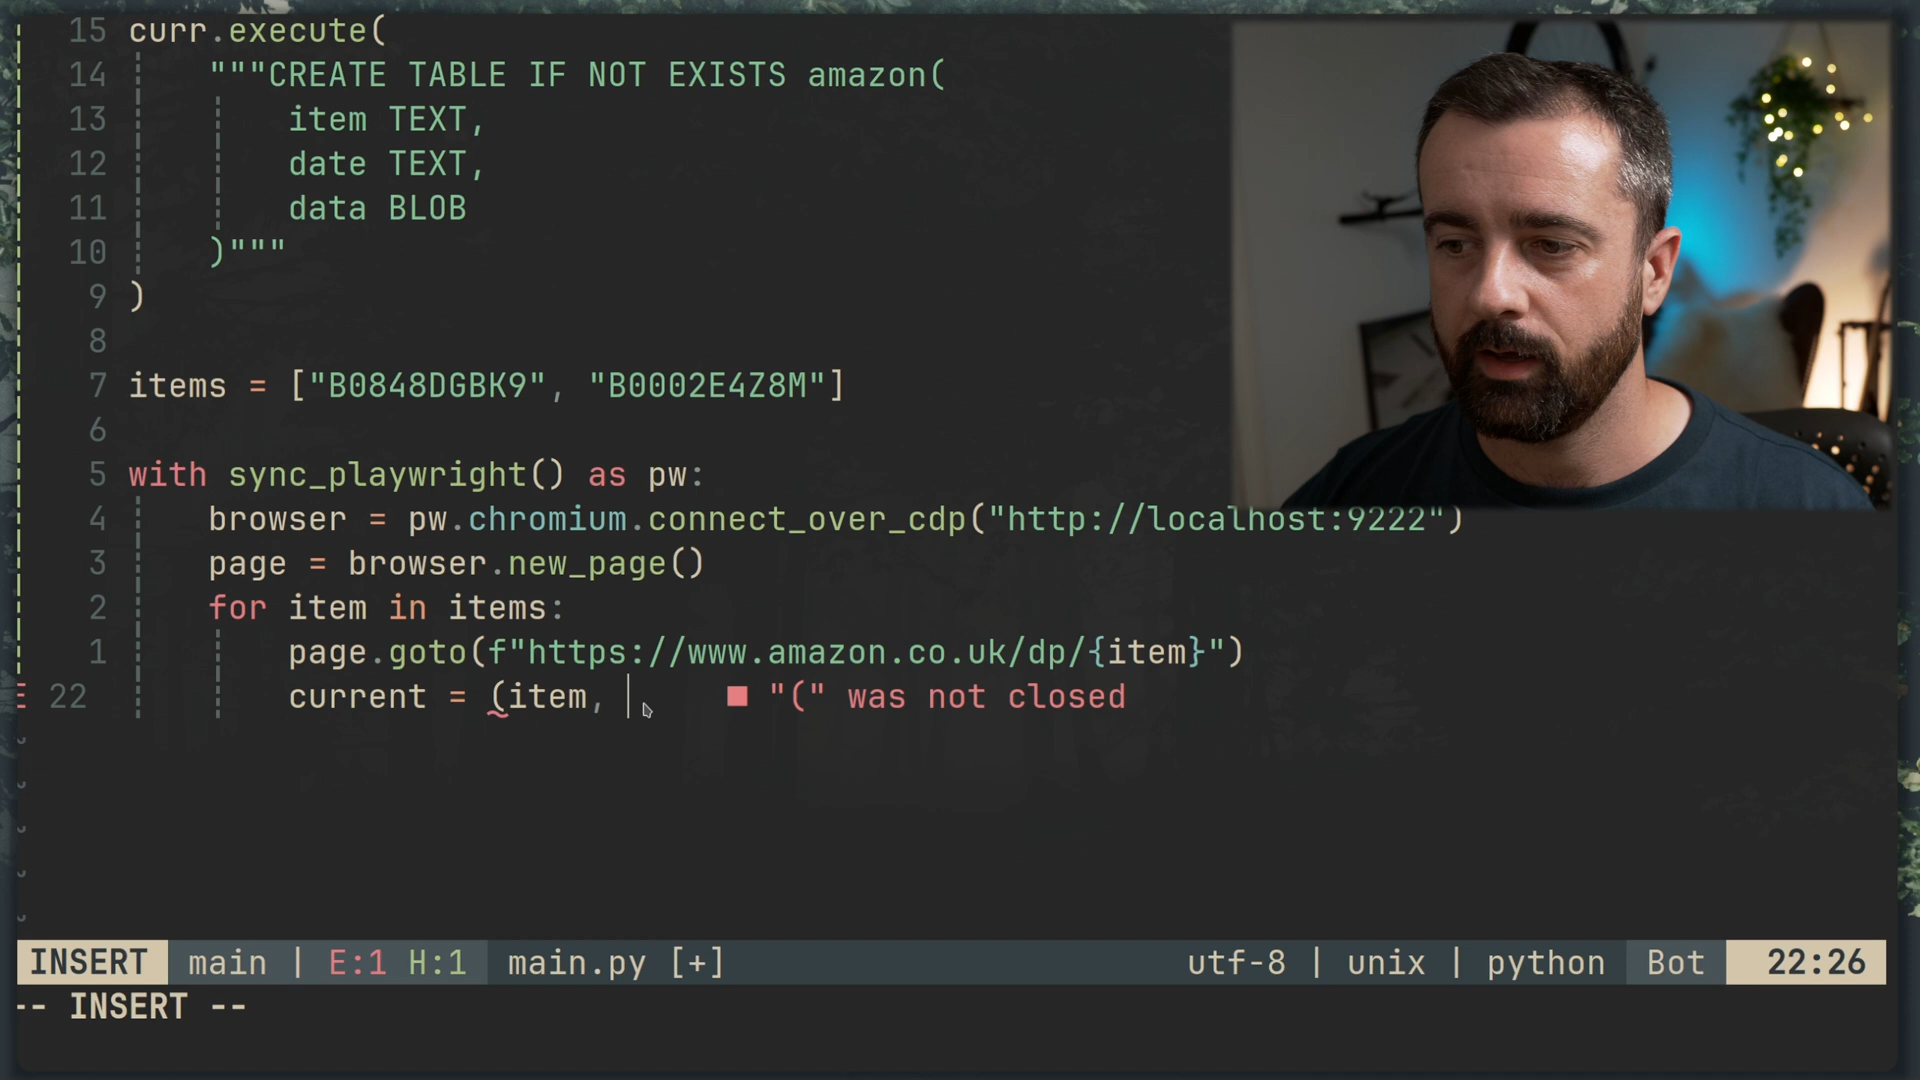 15 curr.execute(
14 """CREATE TABLE IF NOT EXISTS amazon(
13 item TEXT,
12 date TEXT,
11 data BLOB
10 )"""
9 )
8
7 items = ["B0848DGBK9", "B0002E4Z8M"]
6
5 with sync_playwright() as pw:
4 browser = pw.chromium.connect_over_cdp("http://localhost:9222")
3 page = browser.new_page()
2 for item in items:
1 page.goto(f"https://www.amazon.co.uk/dp/{item}")
E 22 current = (item, ■ "(" was not closed
INSERT main | E:1 H:1 main.py [+] utf-8 | unix | python Bot 22:26
-- INSERT --